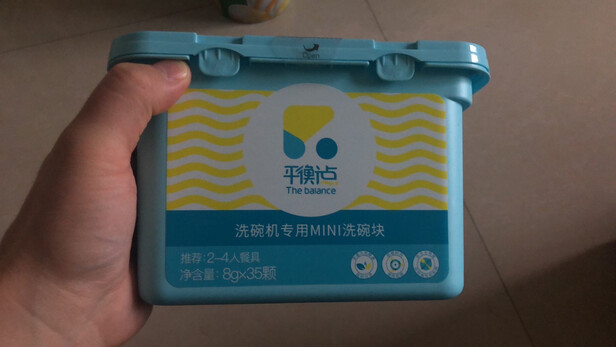 Open
平衡点
The balance
洗碗机专用MINI洗碗块
推荐: 2-4人餐具
净含量: 8g×35颗